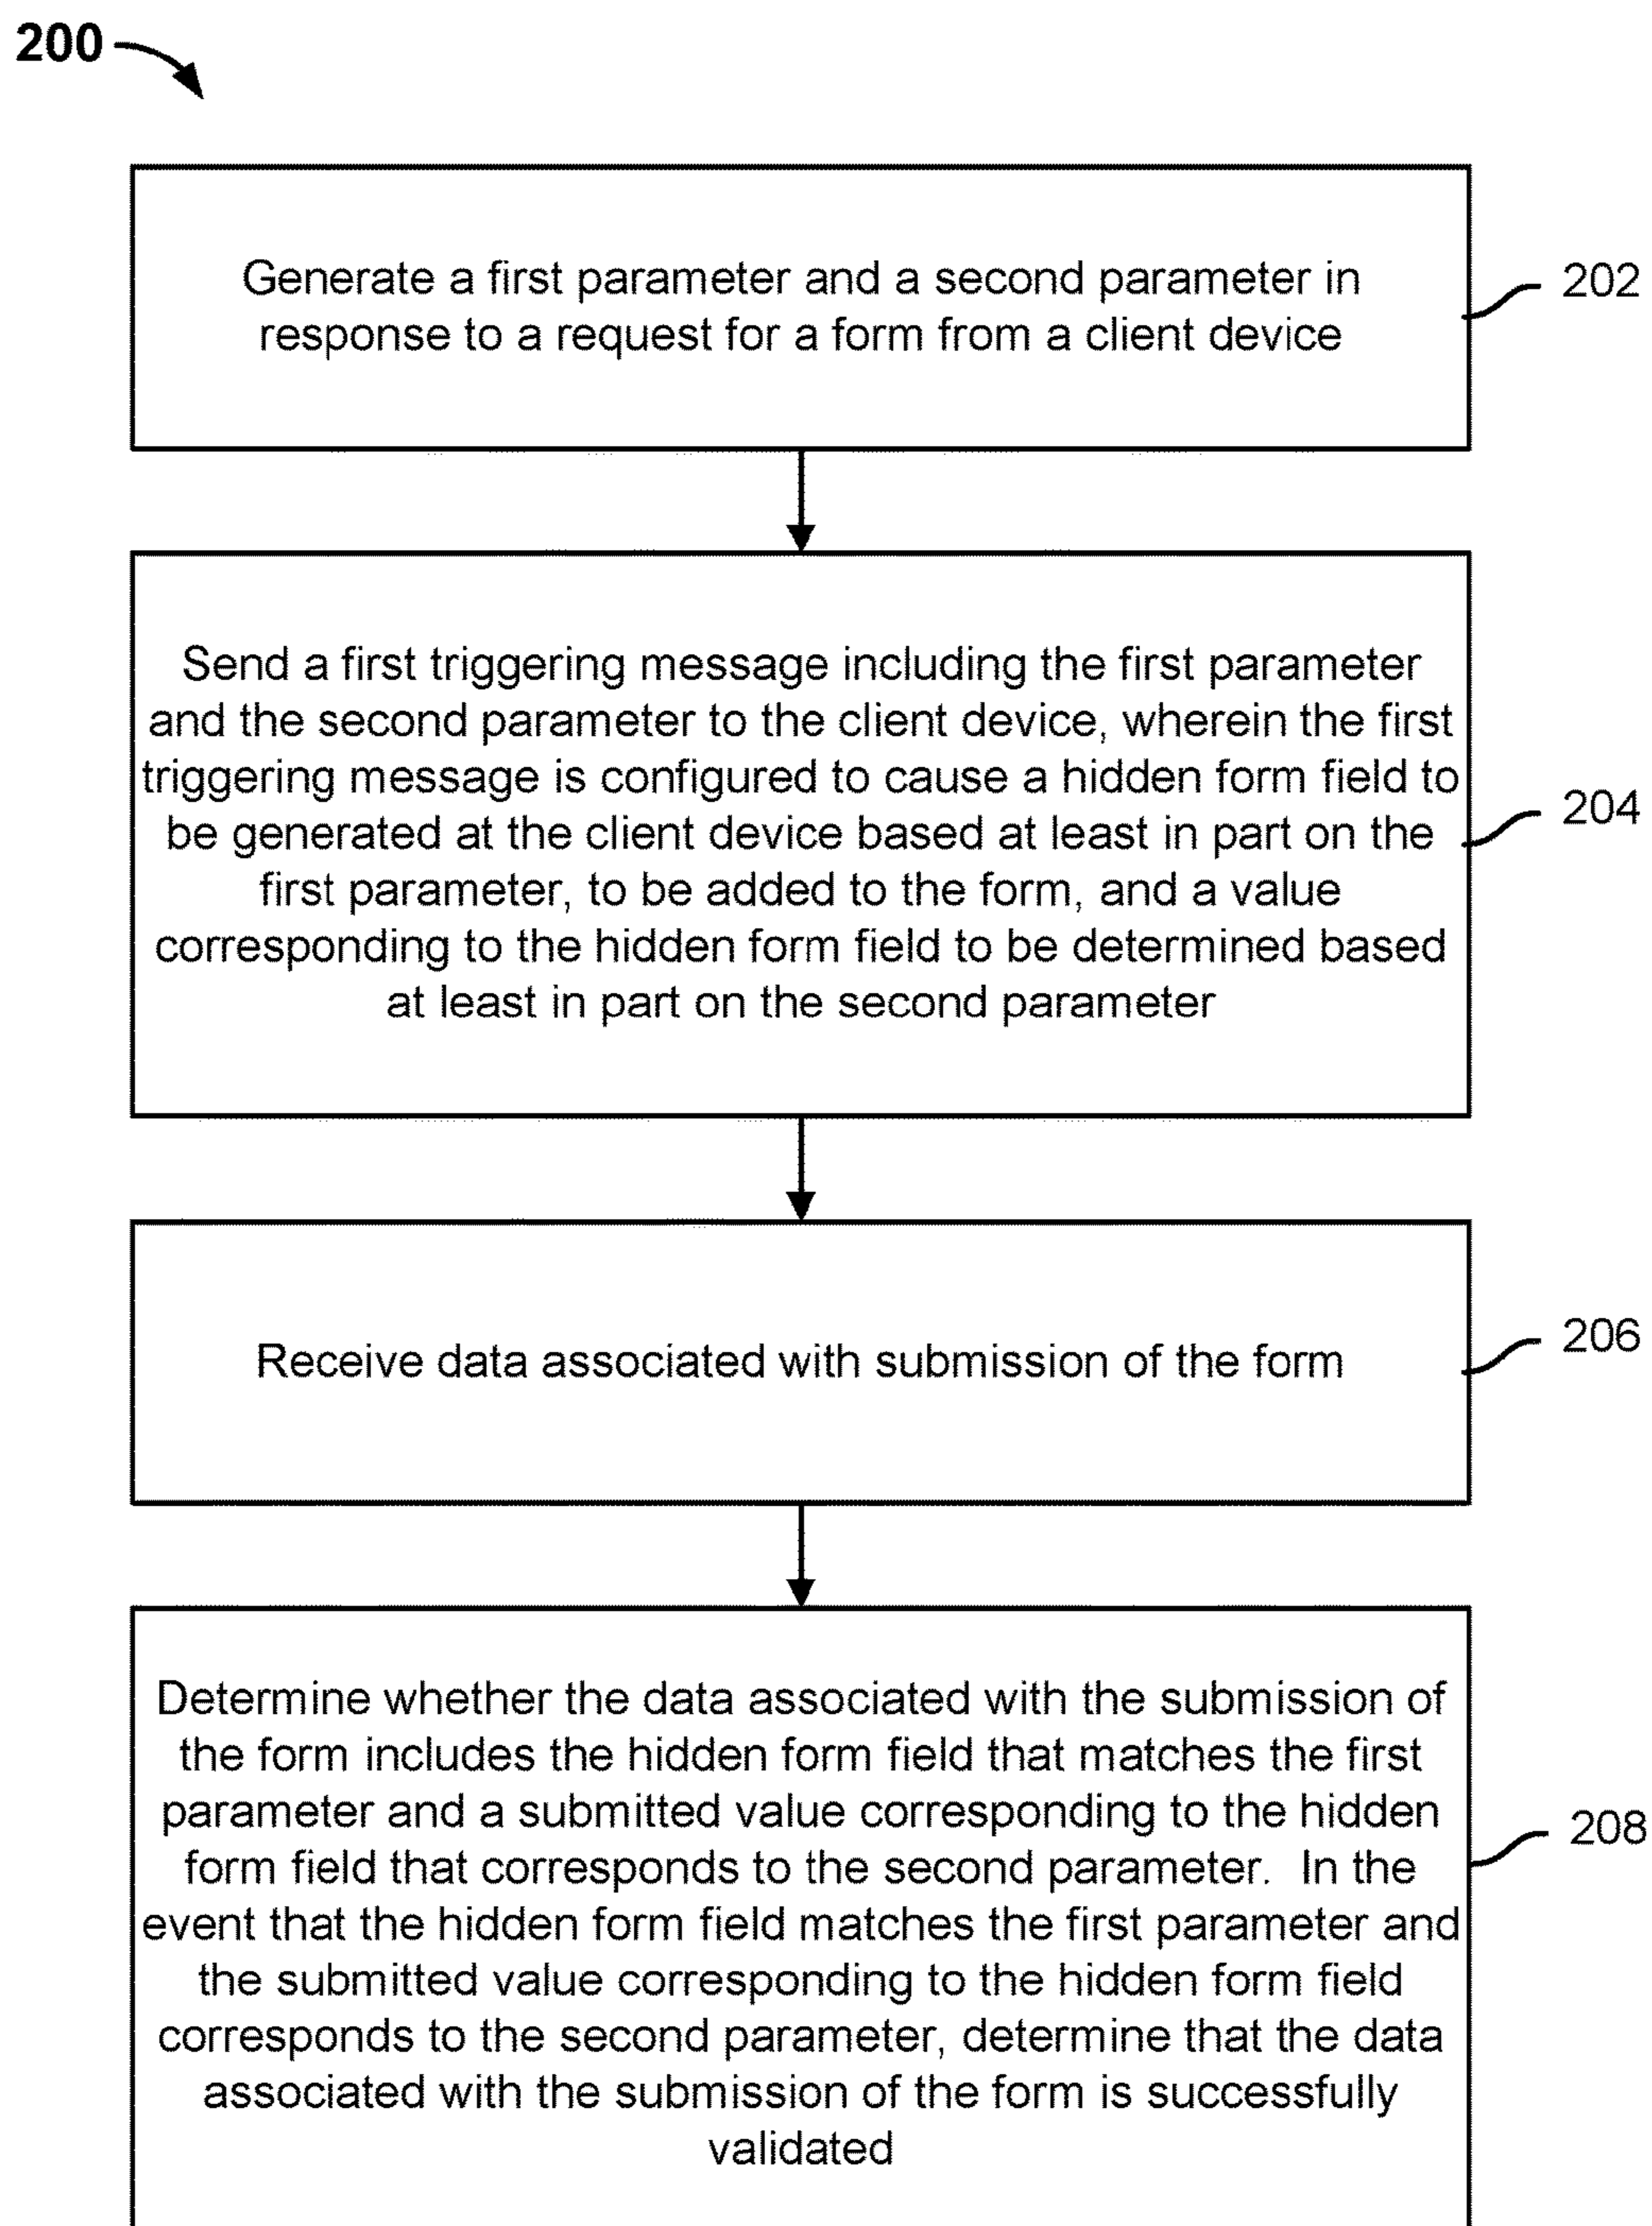 200
Generate a first parameter and a second parameter in
response to a request for a form from a client device
202
Send a first triggering message including the first parameter
and the second parameter to the client device, wherein the first
triggering message is configured to cause a hidden form field to
be generated at the client device based at least in part on the
first parameter, to be added to the form, and a value
corresponding to the hidden form field to be determined based
at least in part on the second parameter
204
Receive data associated with submission of the form
206
Determine whether the data associated with the submission of
the form includes the hidden form field that matches the first
parameter and a submitted value corresponding to the hidden
form field that corresponds to the second parameter.  In the
event that the hidden form field matches the first parameter and
the submitted value corresponding to the hidden form field
corresponds to the second parameter, determine that the data
associated with the submission of the form is successfully
validated
208